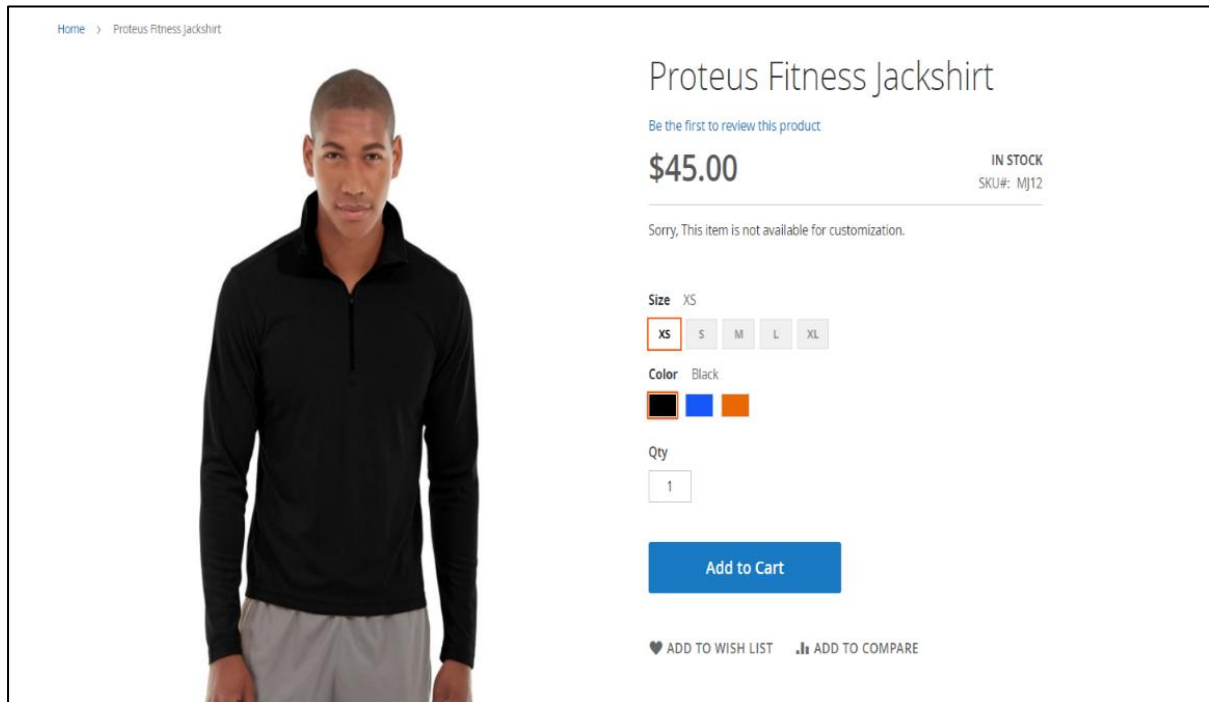 Home > Proteus Fitness Jackshirt
Proteus Fitness Jackshirt
Be the first to review this product
$45.00
IN STOCK
SKU#: MJ12
Sorry, This item is not available for customization.
Size XS
XS S M L XL
Color Black
Qty
1
Add to Cart
ADD TO WISH LIST ADD TO COMPARE